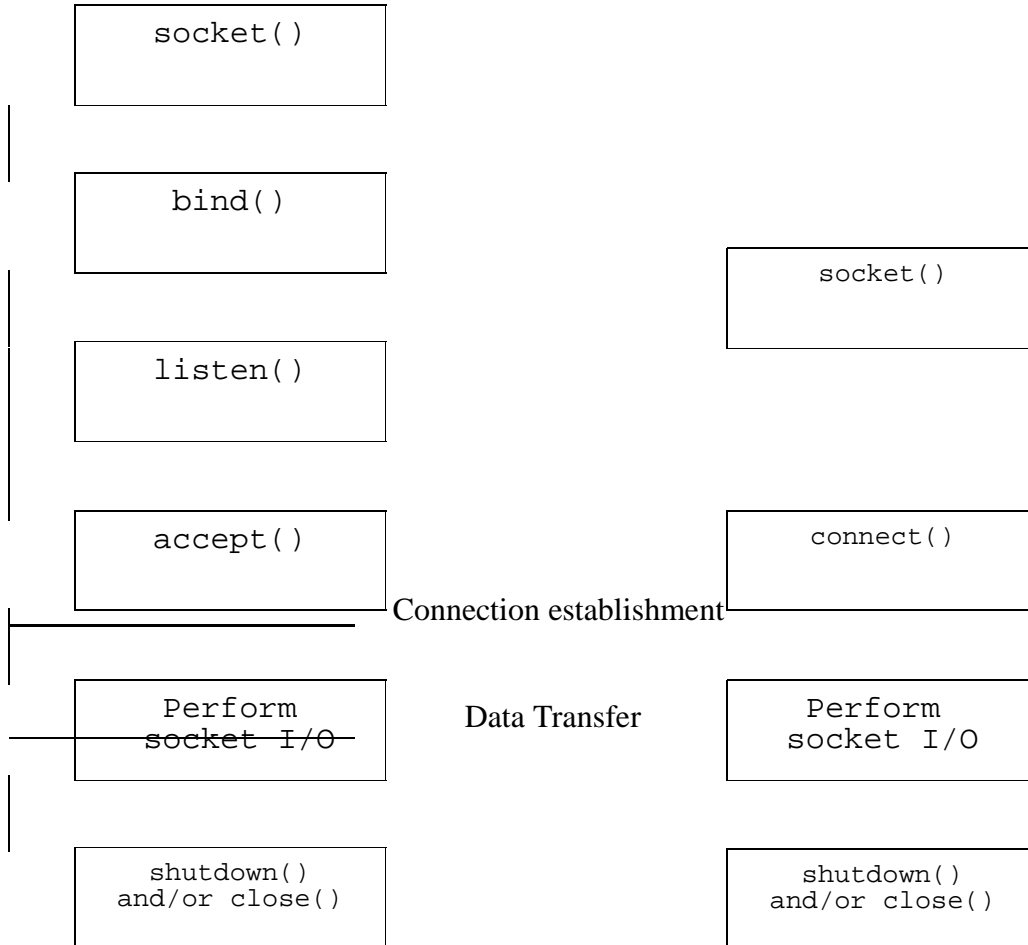 socket()
bind()
socket()
listen()
accept()
connect()
Connection establishment
Perform
socket I/O
Data Transfer
Perform
socket I/O
shutdown()
and/or close()
shutdown()
and/or close()